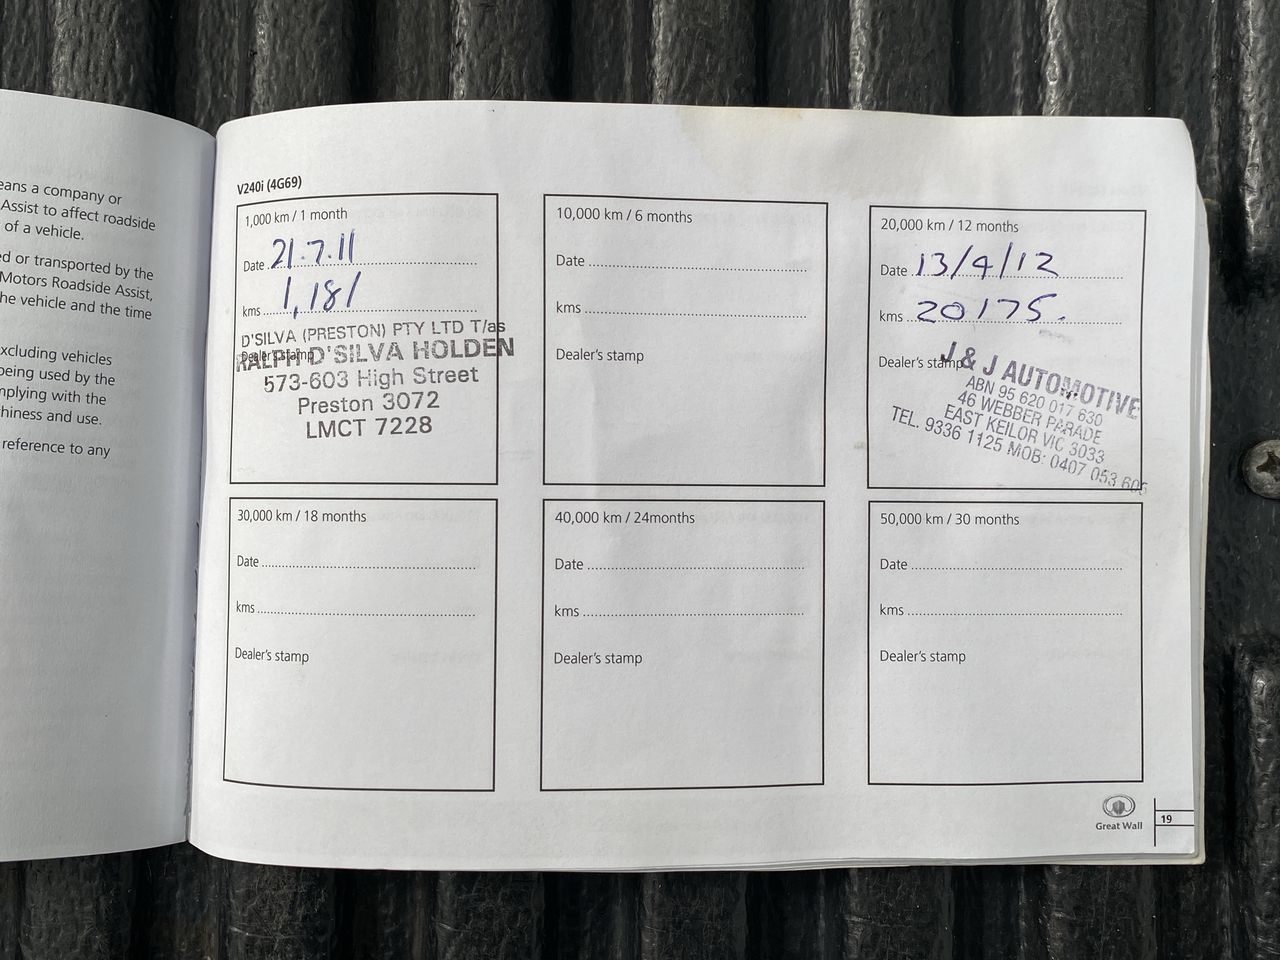 eans a company or
Assist to affect roadside
of a vehicle.
ed or transported by the
Motors Roadside Assist,
he vehicle and the time
xcluding vehicles
being used by the
mplying with the
hiness and use.
reference to any
V240i (4G69)
1,000 km / 1 month
Date 21.7.11
kms 1,181
Dealer's stamp
D'SILVA (PRESTON) PTY LTD T/as
RALPH D'SILVA HOLDEN
573-603 High Street
Preston 3072
LMCT 7228
10,000 km / 6 months
Date
kms
Dealer's stamp
20,000 km / 12 months
Date 13/4/12
kms 20175.
Dealer's stamp
J & J AUTOMOTIVE
ABN 95 620 017 630
46 WEBBER PARADE
EAST KEILOR VIC 3033
TEL. 9336 1125 MOB: 0407 053 605
30,000 km / 18 months
Date
kms
Dealer's stamp
40,000 km / 24months
Date
kms
Dealer's stamp
50,000 km / 30 months
Date
kms
Dealer's stamp
Great Wall
19